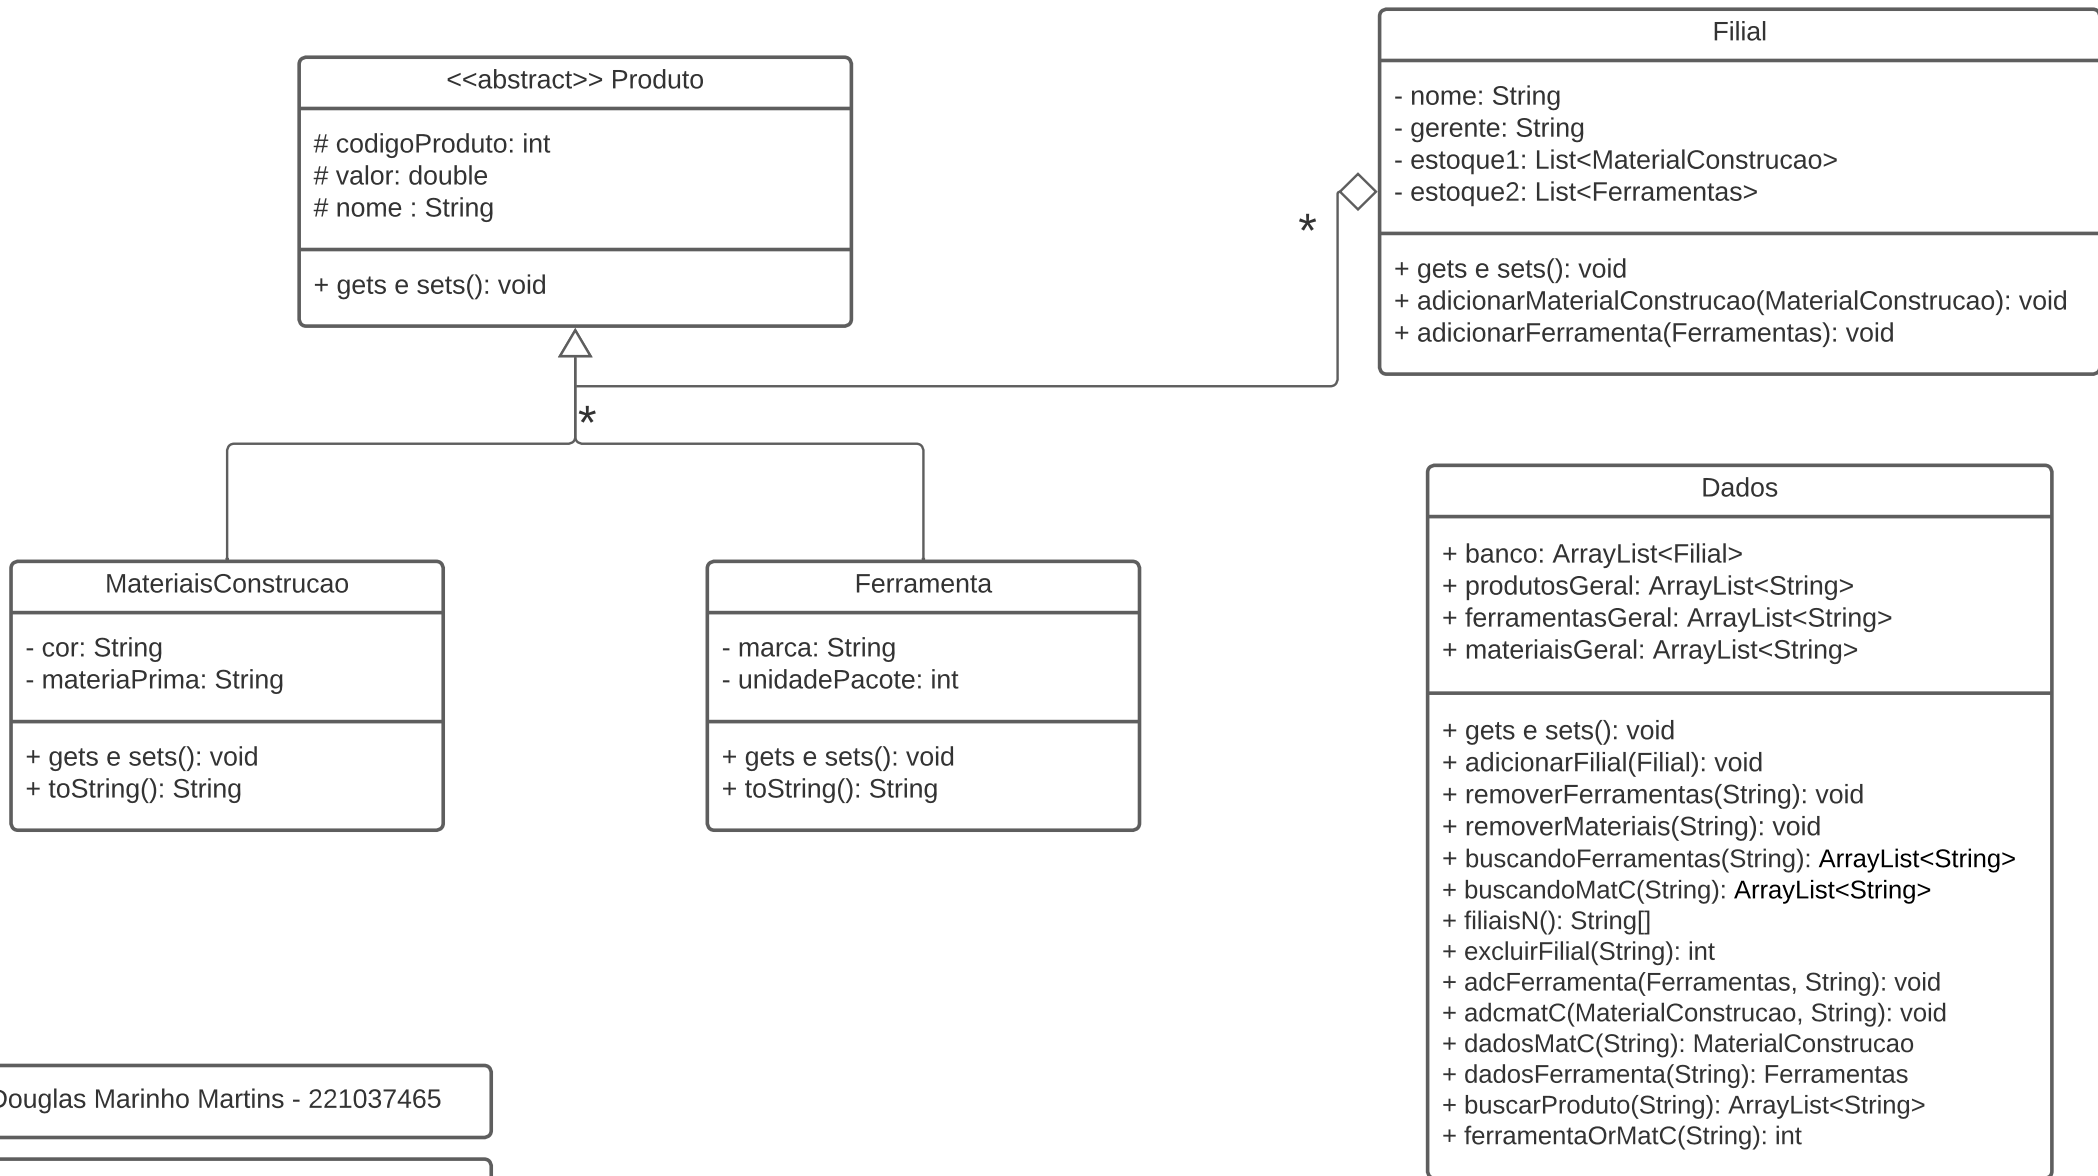 <<abstract>> Produto
# codigoProduto: int
# valor: double
# nome : String
+ gets e sets(): void
Filial
- nome: String
- gerente: String
- estoque1: List<MaterialConstrucao>
- estoque2: List<Ferramentas>
+ gets e sets(): void
+ adicionarMaterialConstrucao(MaterialConstrucao): void
+ adicionarFerramenta(Ferramentas): void
*
*
MateriaisConstrucao
- cor: String
- materiaPrima: String
+ gets e sets(): void
+ toString(): String
Ferramenta
- marca: String
- unidadePacote: int
+ gets e sets(): void
+ toString(): String
Dados
+ banco: ArrayList<Filial>
+ produtosGeral: ArrayList<String>
+ ferramentasGeral: ArrayList<String>
+ materiaisGeral: ArrayList<String>
+ gets e sets(): void
+ adicionarFilial(Filial): void
+ removerFerramentas(String): void
+ removerMateriais(String): void
+ buscandoFerramentas(String): ArrayList<String>
+ buscandoMatC(String): ArrayList<String>
+ filiaisN(): String[]
+ excluirFilial(String): int
+ adcFerramenta(Ferramentas, String): void
+ adcmatC(MaterialConstrucao, String): void
+ dadosMatC(String): MaterialConstrucao
+ dadosFerramenta(String): Ferramentas
+ buscarProduto(String): ArrayList<String>
+ ferramentaOrMatC(String): int
Douglas Marinho Martins - 221037465